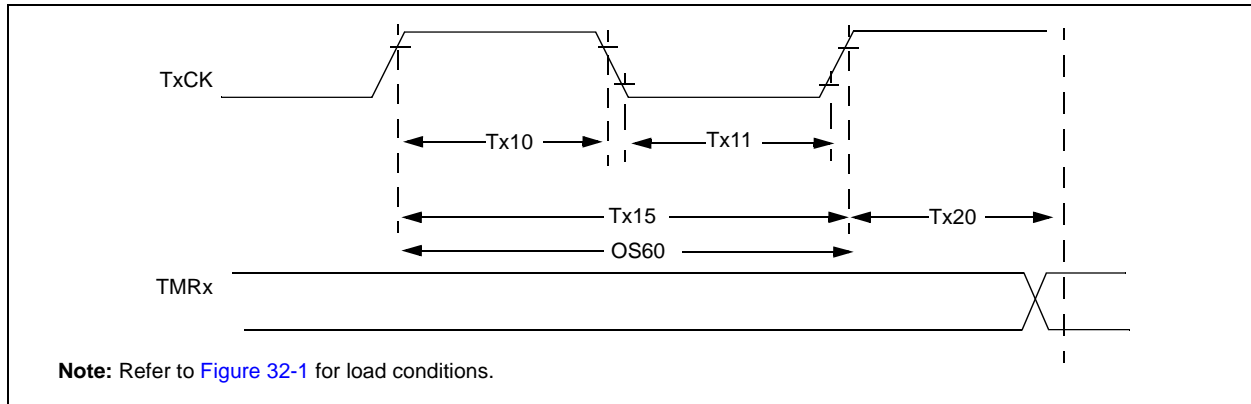 TxCK
Tx10
Tx11
Tx15
Tx20
OS60
TMRx
Note: Refer to Figure 32-1 for load conditions.